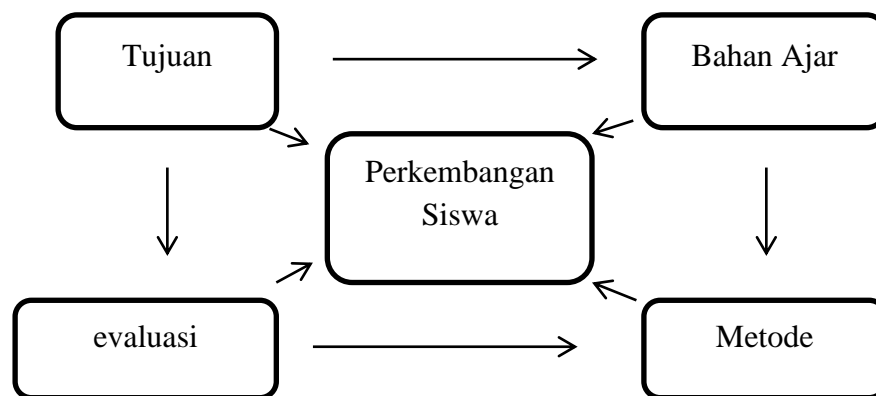 Tujuan
Bahan Ajar
Perkembangan
Siswa
evaluasi
Metode